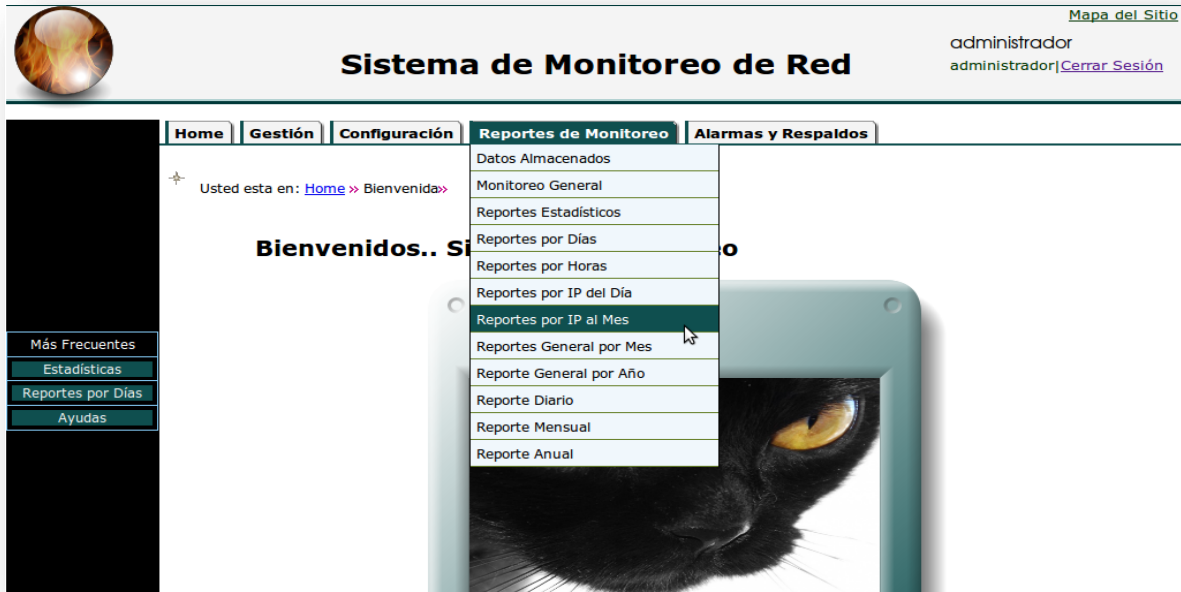 Mapa del Sitio
administrador
Sistema de Monitoreo de Red
administrador|Cerrar Sesión
Home
Gestión
Configuración
Reportes de Monitoreo
Alarmas y Respaldos
Datos Almacenados
Monitoreo General
Reportes Estadísticos
Reportes por Días
Reportes por Horas
Reportes por IP del Día
Reportes por IP al Mes
Reportes General por Mes
Reporte General por Año
Reporte Diario
Reporte Mensual
Reporte Anual
Usted esta en: Home » Bienvenida»
Bienvenidos..
Más Frecuentes
Estadísticas
Reportes por Días
Ayudas